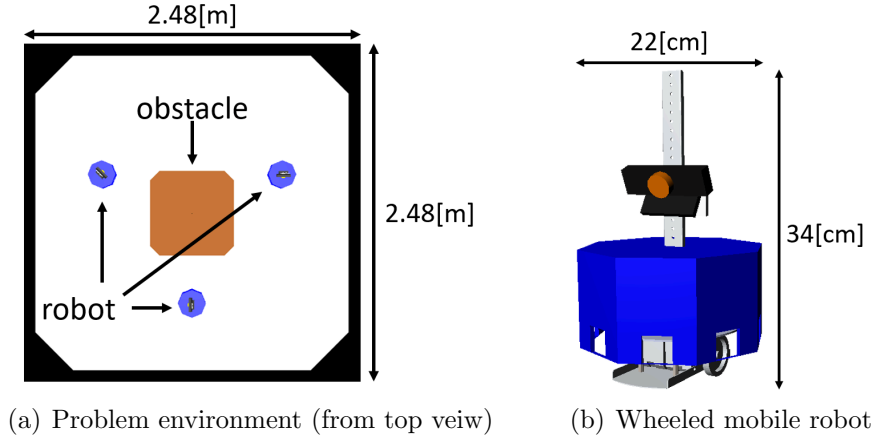 2.48[m]
obstacle
2.48[m]
robot
22[cm]
34[cm]
(a) Problem environment (from top veiw)
(b) Wheeled mobile robot